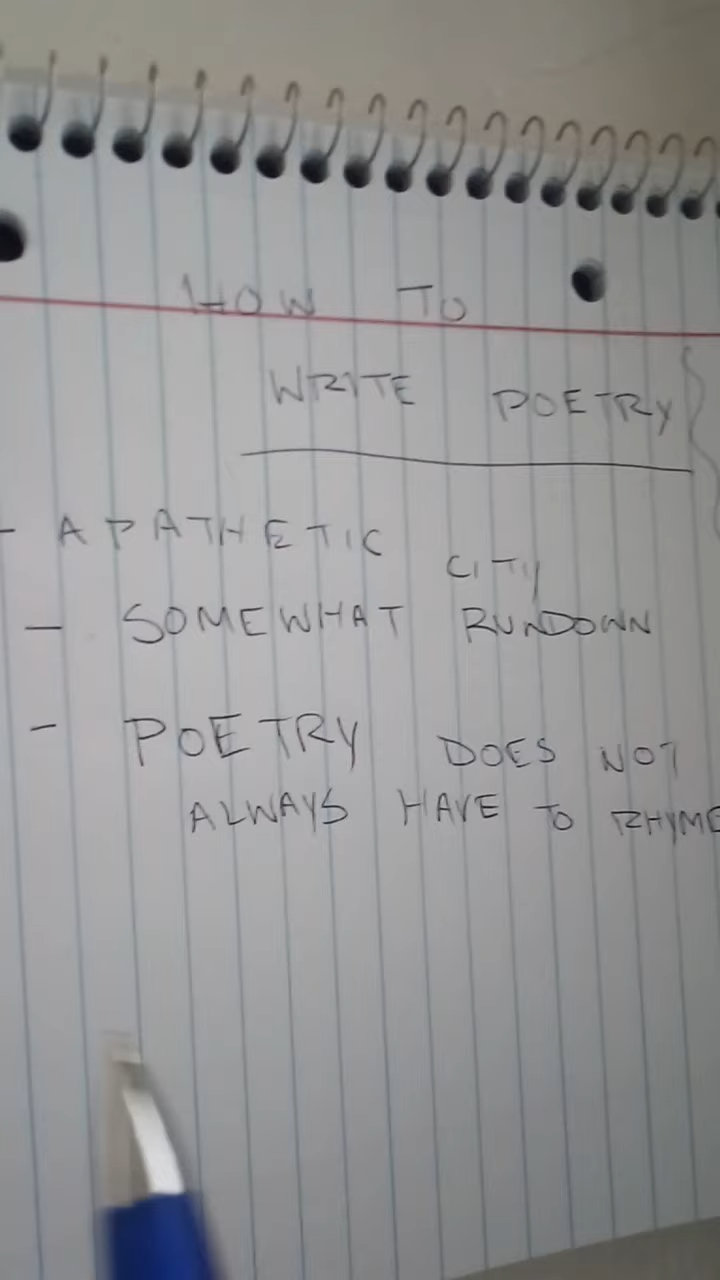 HOW TO
WRITE POETRY
- APATHETIC
CITY
- SOMEWHAT RUNDOWN
- POETRY DOES NOT
ALWAYS HAVE TO RHYME